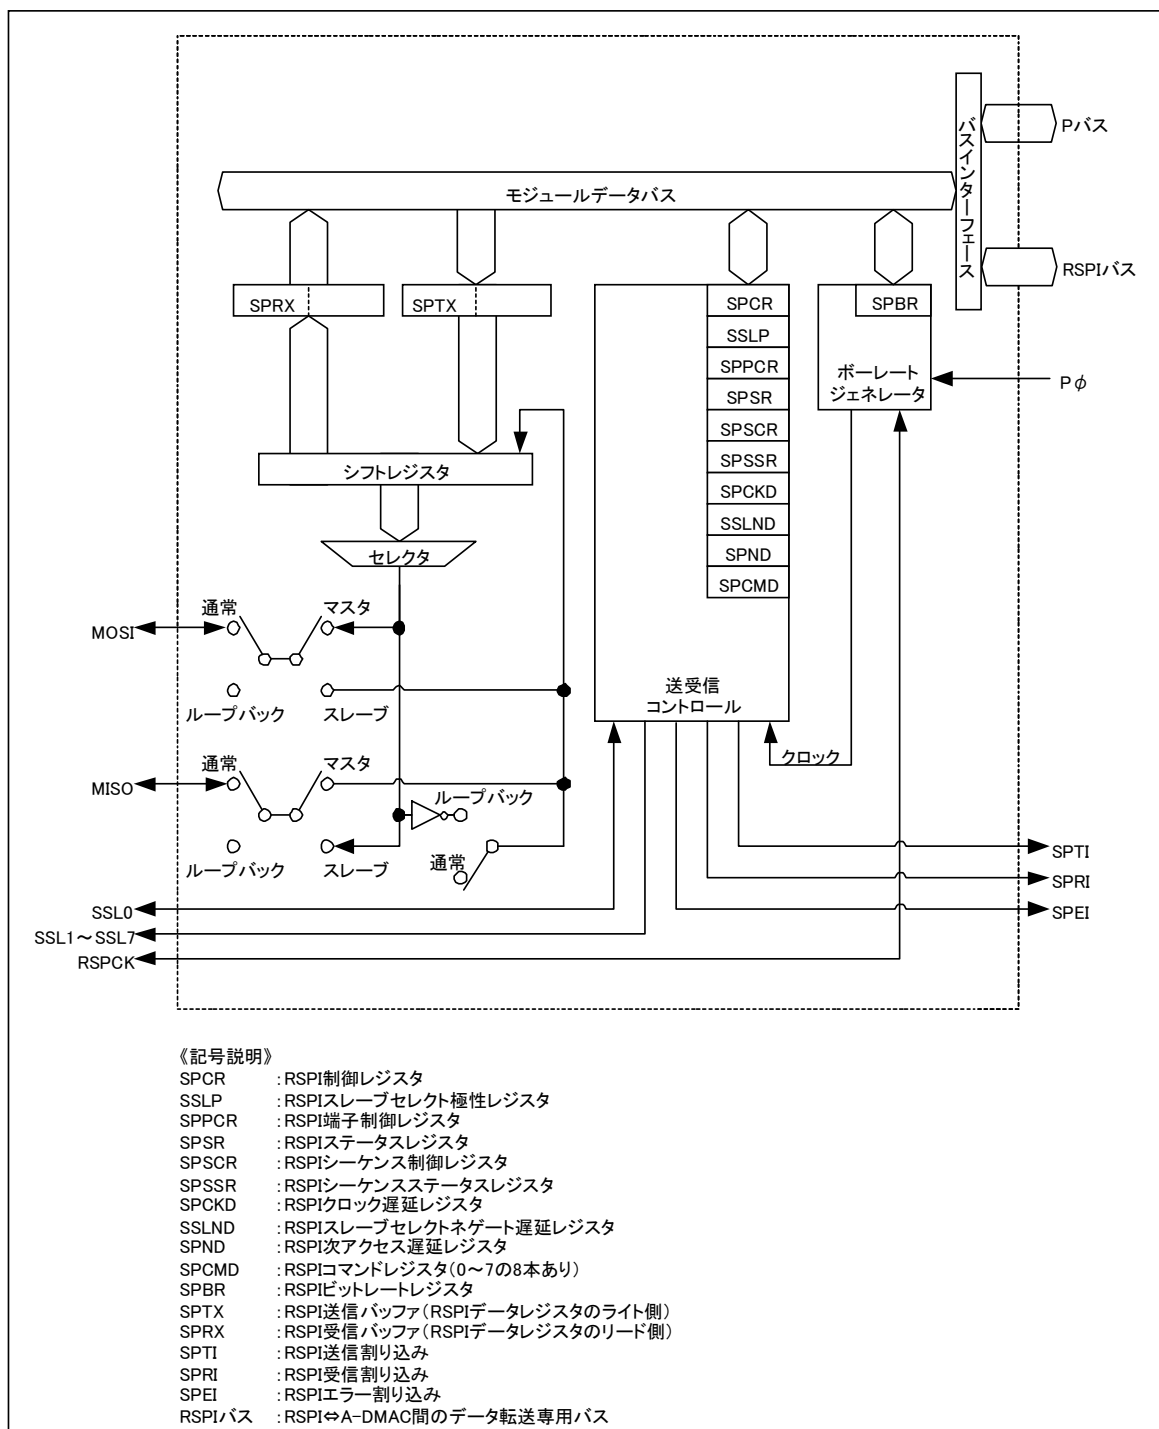 Pバス
バスインターフェース
モジュールデータバス
RSPIバス
SPRX
SPTX
SPCR
SPBR
SSLP
SPPCR
ボーレート
ジェネレータ
Pφ
SPSR
SPSCR
SPSSR
シフトレジスタ
SPCKD
SSLND
SPND
セレクタ
SPCMD
通常
マスタ
MOSI
送受信
コントロール
ループバック
スレーブ
クロック
通常
マスタ
MISO
ループバック
SPTI
ループバック
スレーブ
通常
SPRI
SSL0
SPEI
SSL1~SSL7
RSPCK
《記号説明》
SPCR :RSPI制御レジスタ
SSLP :RSPIスレーブセレクト極性レジスタ
SPPCR :RSPI端子制御レジスタ
SPSR :RSPIステータスレジスタ
SPSCR :RSPIシーケンス制御レジスタ
SPSSR :RSPIシーケンスステータスレジスタ
SPCKD :RSPIクロック遅延レジスタ
SSLND :RSPIスレーブセレクトネゲート遅延レジスタ
SPND :RSPI次アクセス遅延レジスタ
SPCMD :RSPIコマンドレジスタ(0~7の8本あり)
SPBR :RSPIビットレートレジスタ
SPTX :RSPI送信バッファ(RSPIデータレジスタのライト側)
SPRX :RSPI受信バッファ(RSPIデータレジスタのリード側)
SPTI :RSPI送信割り込み
SPRI :RSPI受信割り込み
SPEI :RSPIエラー割り込み
RSPIバス :RSPI⇔A-DMAC間のデータ転送専用バス